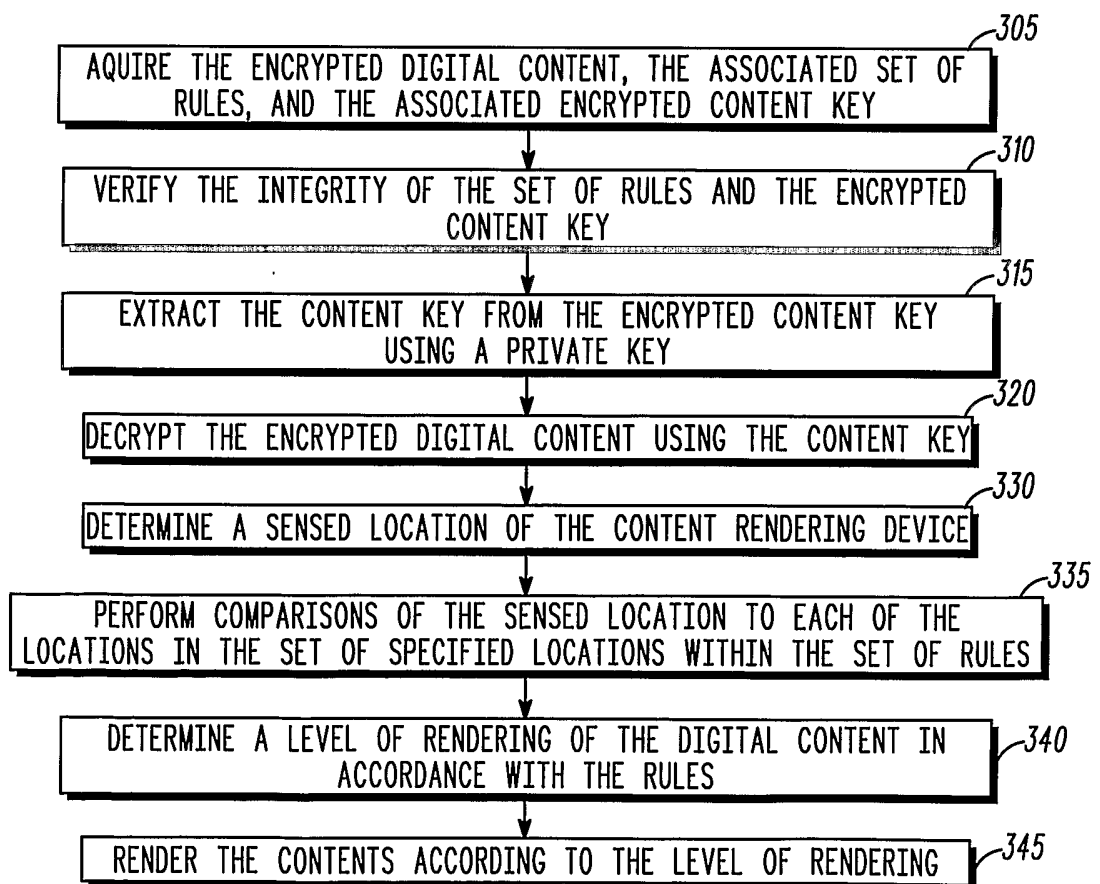 305
AQUIRE THE ENCRYPTED DIGITAL CONTENT, THE ASSOCIATED SET OF
RULES, AND THE ASSOCIATED ENCRYPTED CONTENT KEY
310
VERIFY THE INTEGRITY OF THE SET OF RULES AND THE ENCRYPTED
CONTENT KEY
315
EXTRACT THE CONTENT KEY FROM THE ENCRYPTED CONTENT KEY
USING A PRIVATE KEY
320
DECRYPT THE ENCRYPTED DIGITAL CONTENT USING THE CONTENT KEY
330
DETERMINE A SENSED LOCATION OF THE CONTENT RENDERING DEVICE
335
PERFORM COMPARISONS OF THE SENSED LOCATION TO EACH OF THE
LOCATIONS IN THE SET OF SPECIFIED LOCATIONS WITHIN THE SET OF RULES
DETERMINE A LEVEL OF RENDERING OF THE DIGITAL CONTENT IN
ACCORDANCE WITH THE RULES
340
RENDER THE CONTENTS ACCORDING TO THE LEVEL OF RENDERING
345